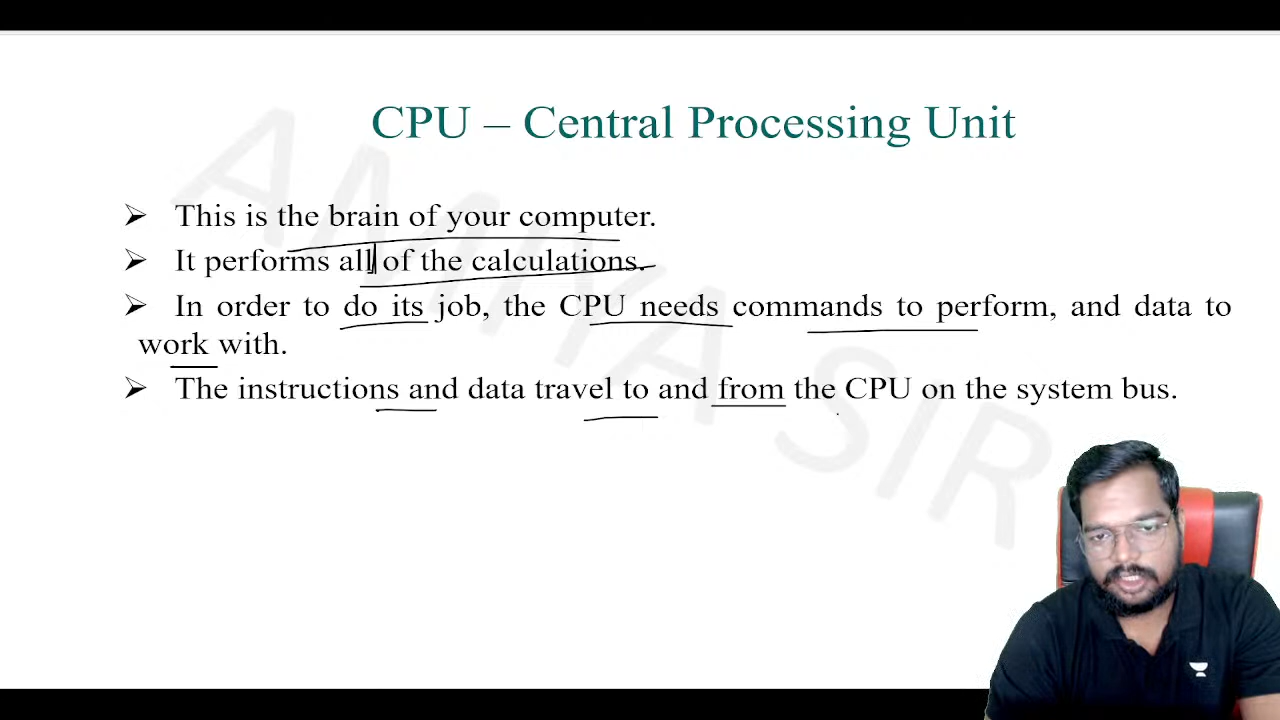 CPU – Central Processing Unit
➢ This is the brain of your computer.
➢ It performs all of the calculations.
➢ In order to do its job, the CPU needs commands to perform, and data to
work with.
➢ The instructions and data travel to and from the CPU on the system bus.
AMIYA SIR